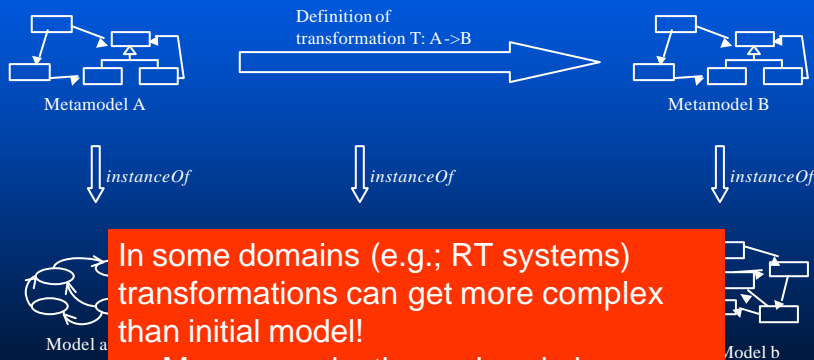 Definition of
transformation T: A->B
Metamodel A
Metamodel B
instanceOf
instanceOf
instanceOf
In some domains (e.g.; RT systems)
transformations can get more complex
than initial model!
Model a
Model b